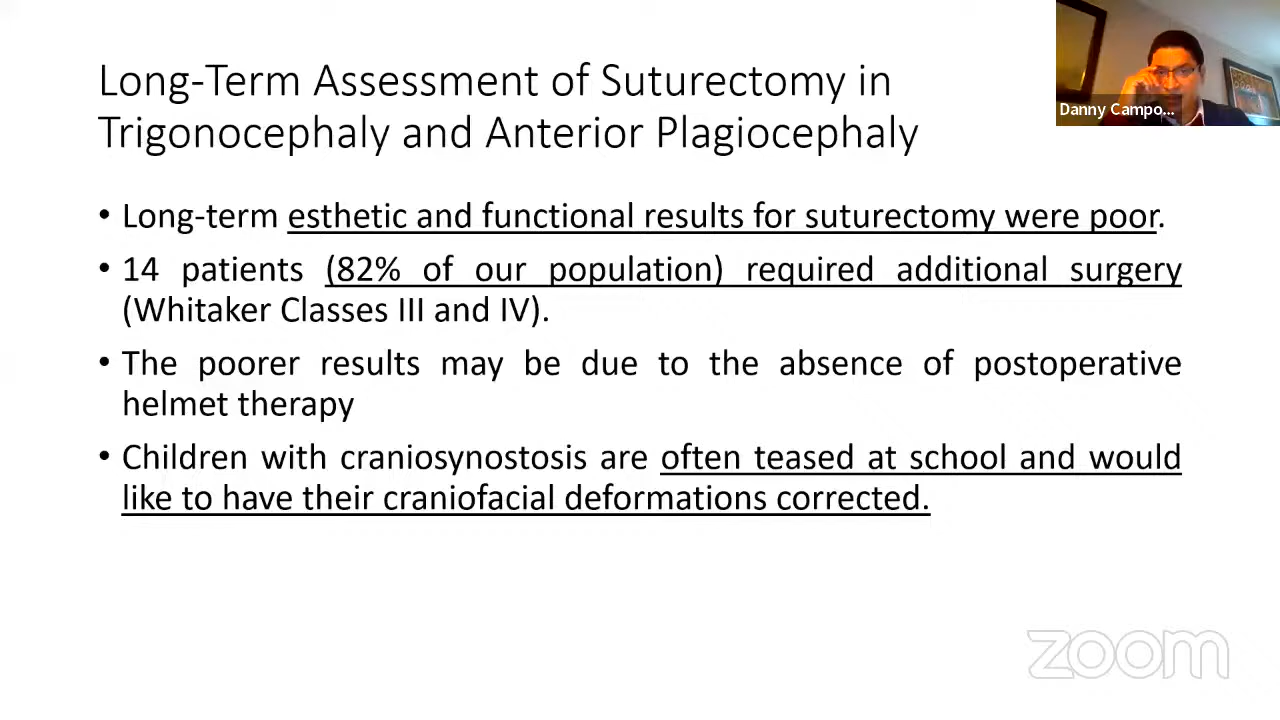 Long-Term Assessment of Suturectomy in
Trigonocephaly and Anterior Plagiocephaly
Danny Campo...
• Long-term esthetic and functional results for suturectomy were poor.
• 14 patients (82% of our population) required additional surgery
(Whitaker Classes III and IV).
• The poorer results may be due to the absence of postoperative
helmet therapy
• Children with craniosynostosis are often teased at school and would
like to have their craniofacial deformations corrected.
zoom